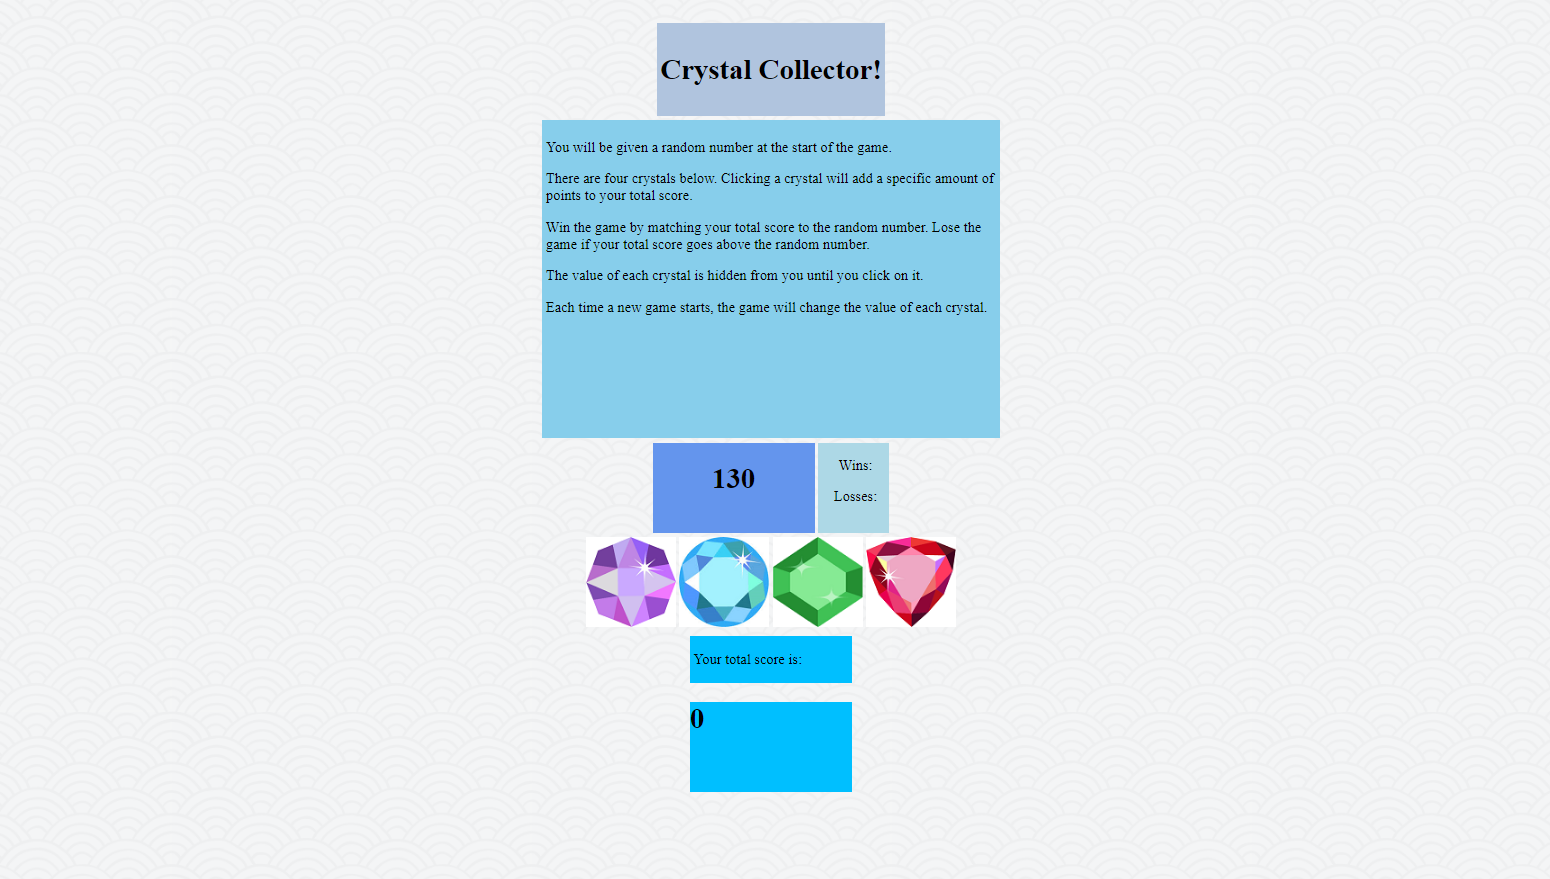 Crystal Collector!
You will be given a random number at the start of the game.
There are four crystals below. Clicking a crystal will add a specific amount of
points to your total score.
Win the game by matching your total score to the random number. Lose the
game if your total score goes above the random number.
The value of each crystal is hidden from you until you click on it.
Each time a new game starts, the game will change the value of each crystal.
130
Wins:
Losses:
Your total score is:
0